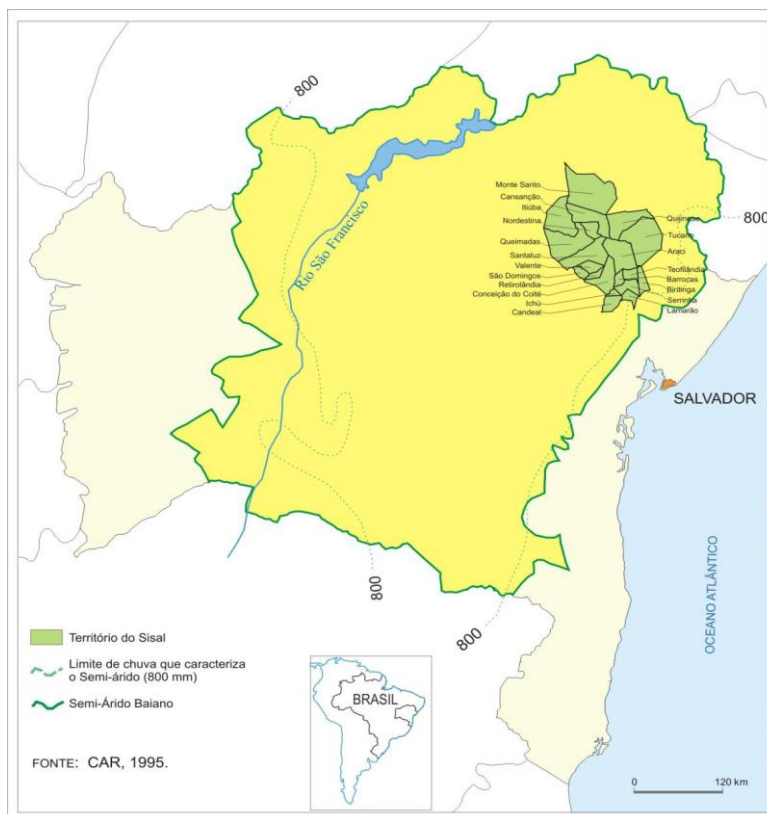 800
Rio São Francisco
Monte Santo
Cansanção
Itiúba
Nordestina
Queimadas
Santaluz
Valente
São Domingos
Retirolândia
Conceição do Coité
Ichú
Candeal
Quijingue
Tucano
Araci
Teofilândia
Barroças
Biritinga
Serrinha
Lamarão
800
SALVADOR
OCEANO ATLÂNTICO
800
800
Território do Sisal
Limite de chuva que caracteriza
o Semi-árido (800 mm)
Semi-Árido Baiano
FONTE: CAR, 1995.
BRASIL
0 120 km